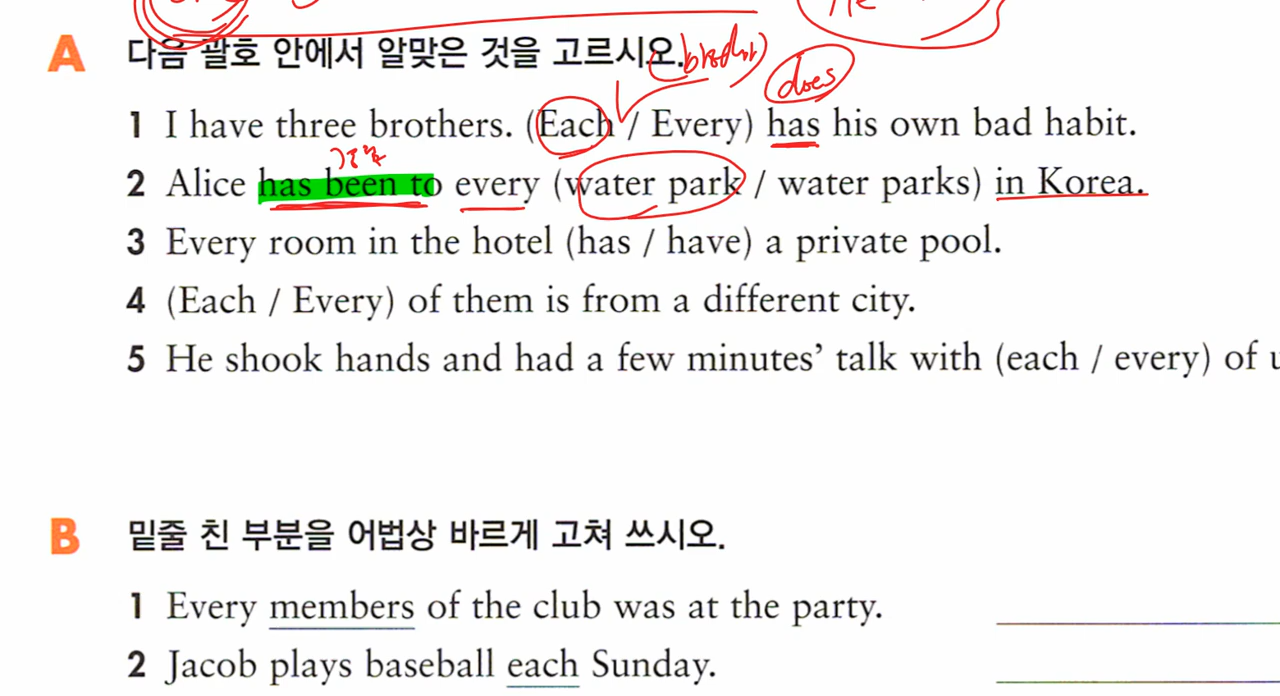 He
A 다음 괄호 안에서 알맞은 것을 고르시오.
does
1 I have three brothers. (Each / Every) has his own bad habit.
2 Alice has been to every (water park / water parks) in Korea.
3 Every room in the hotel (has / have) a private pool.
4 (Each / Every) of them is from a different city.
5 He shook hands and had a few minutes’ talk with (each / every) of
B 밑줄 친 부분을 어법상 바르게 고쳐 쓰시오.
1 Every members of the club was at the party.
2 Jacob plays baseball each Sunday.